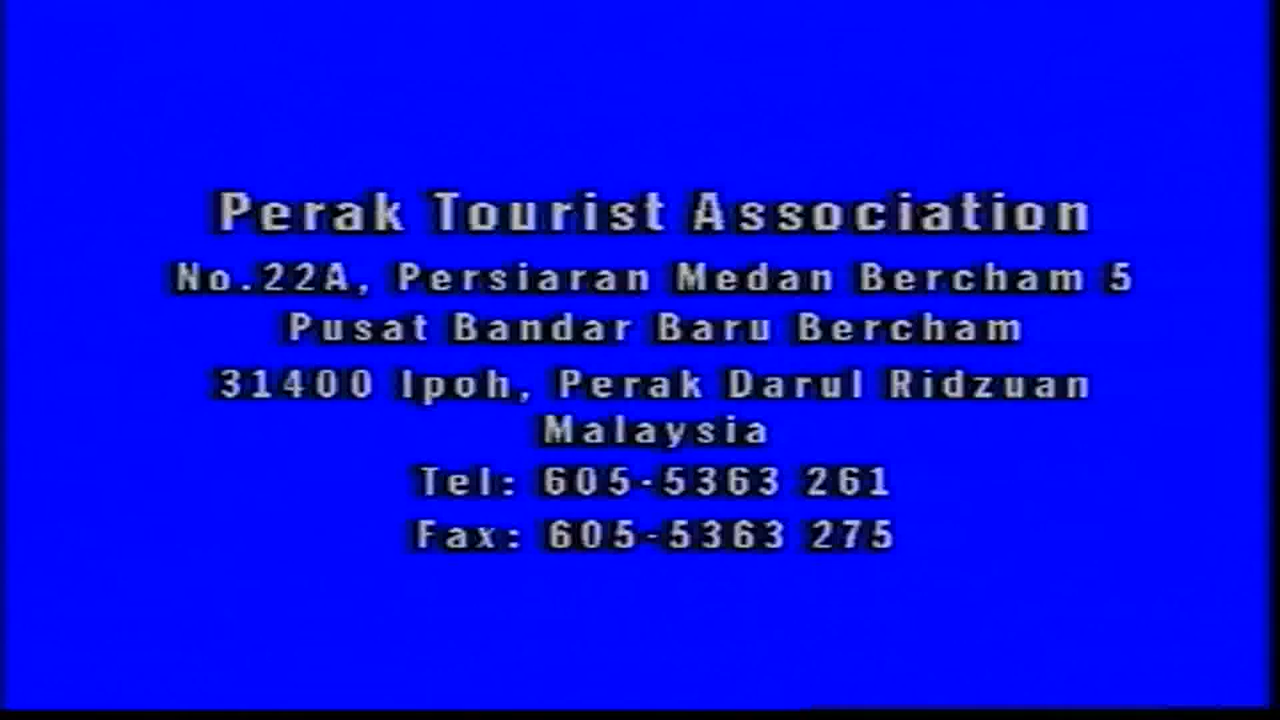 Perak Tourist Association
No.22A, Persiaran Medan Bercham 5
Pusat Bandar Baru Bercham
31400 Ipoh, Perak Darul Ridzuan
Malaysia
Tel: 605-5363 261
Fax: 605-5363 275